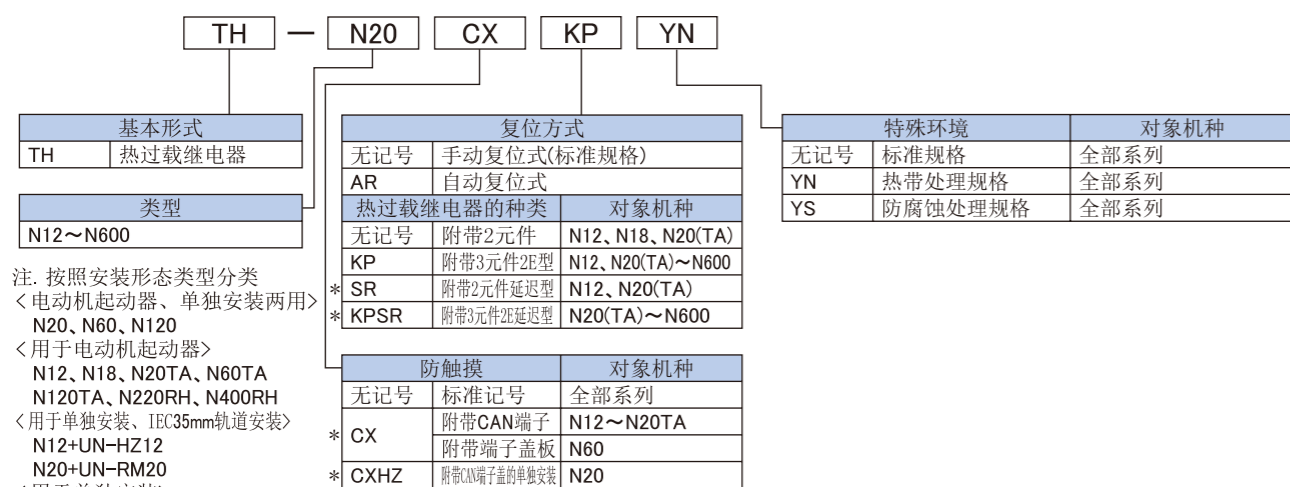 TH － N20 CX KP YN
基本形式
TH 热过载继电器
类型
N12～N600
注. 按照安装形态类型分类
<电动机起动器、单独安装两用>
N20、N60、N120
<用于电动机起动器>
N12、N18、N20TA、N60TA
N120TA、N220RH、N400RH
<用于单独安装、IEC35mm轨道安装>
N12+UN-HZ12
N20+UN-RM20
复位方式
无记号 手动复位式(标准规格)
AR 自动复位式
热过载继电器的种类 对象机种
无记号 附带2元件 N12、N18、N20(TA)
KP 附带3元件2E型 N12、N20(TA)～N600
* SR 附带2元件延迟型 N12、N20(TA)
* KPSR 附带3元件2E延迟型 N20(TA)～N600
防触摸 对象机种
无记号 标准记号 全部系列
* CX 附带CAN端子 N12～N20TA
附带端子盖板 N60
* CXHZ 附带CAN端子盖的单独安装 N20
特殊环境 对象机种
无记号 标准规格 全部系列
YN 热带处理规格 全部系列
YS 防腐蚀处理规格 全部系列